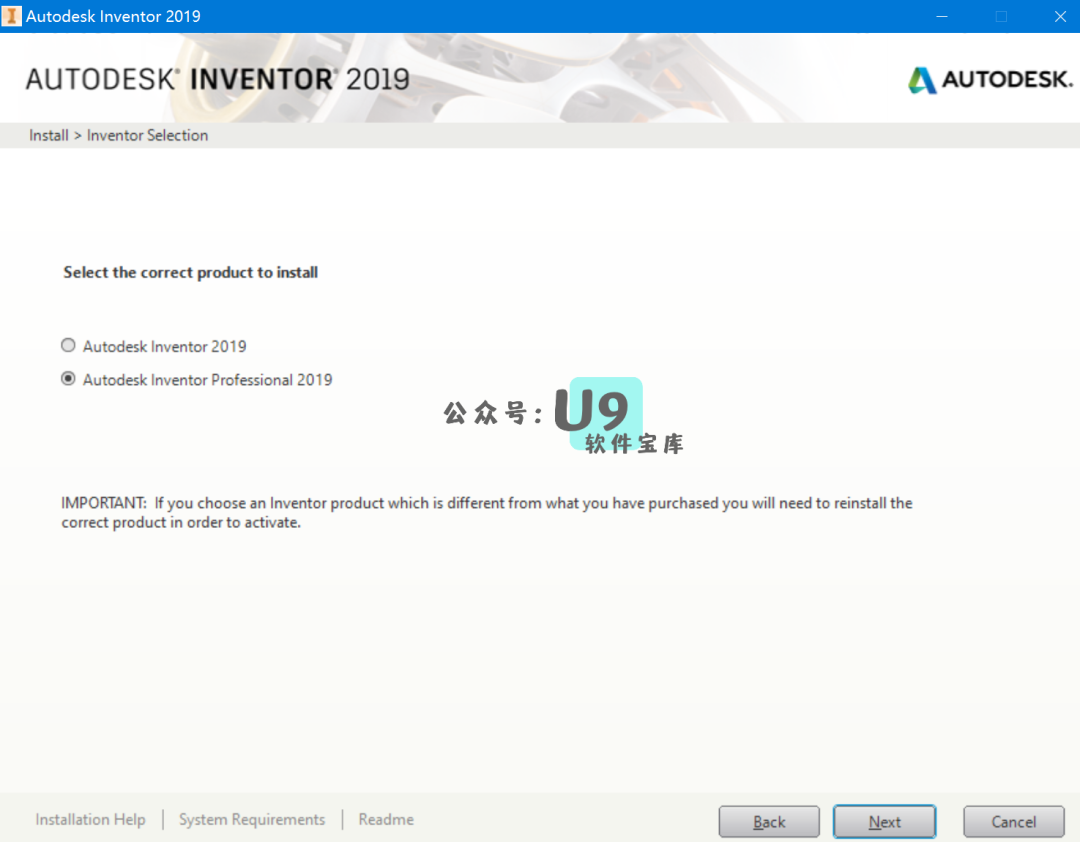 Autodesk Inventor 2019
AUTODESK® INVENTOR® 2019
AUTODESK.
Install > Inventor Selection
Select the correct product to install
Autodesk Inventor 2019
Autodesk Inventor Professional 2019
公众号: U9
软件宝库
IMPORTANT: If you choose an Inventor product which is different from what you have purchased you will need to reinstall the
correct product in order to activate.
Installation Help | System Requirements | Readme
Back Next Cancel